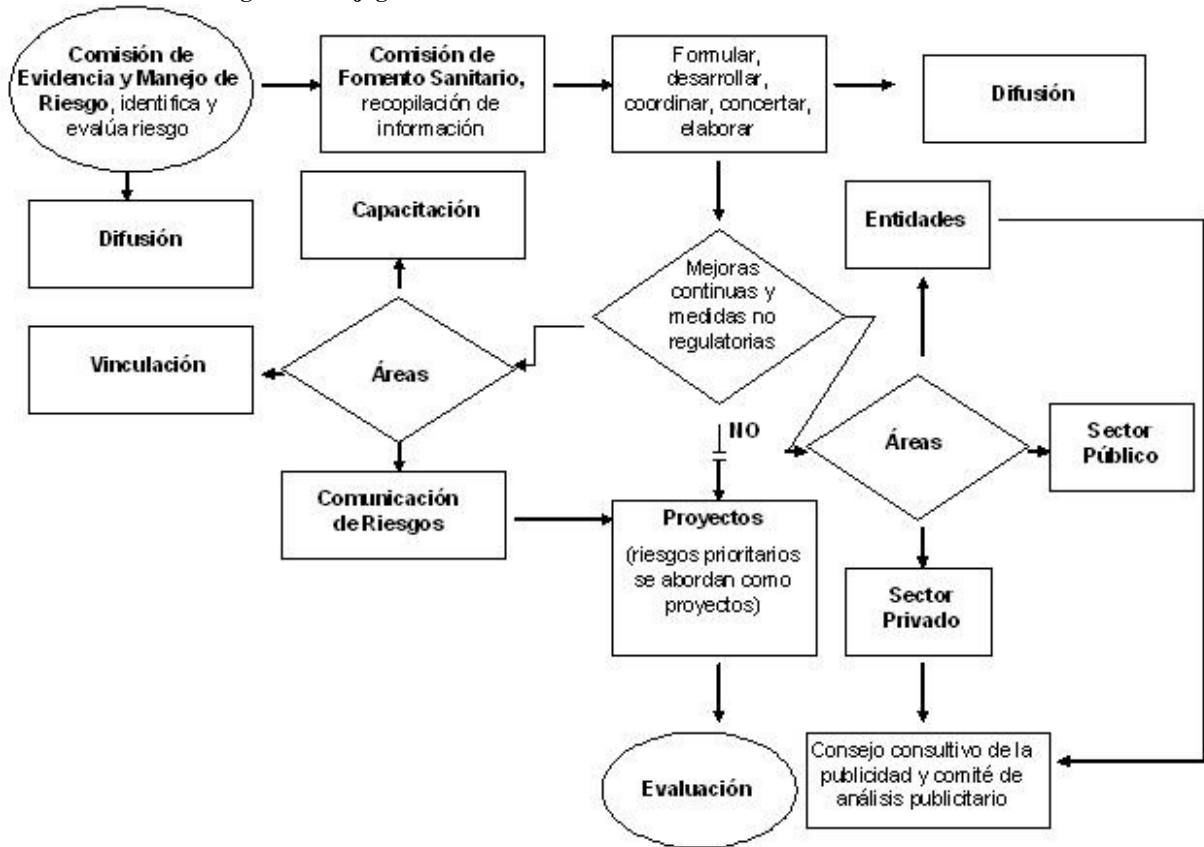 Comisión de
Evidencia y Manejo de
Riesgo, identifica y
evalúa riesgo
Comisión de
Fomento Sanitario,
recopilación de
información
Formular,
desarrollar,
coordinar, concertar,
elaborar
Difusión
Difusión
Capacitación
Entidades
Mejoras
continuas y
medidas no
regulatorias
Vinculación
Áreas
Áreas
Sector
Público
NO
Comunicación
de Riesgos
Proyectos
(riesgos prioritarios
se abordan como
proyectos)
Sector
Privado
Evaluación
Consejo consultivo de la
publicidad y comité de
análisis publicitario